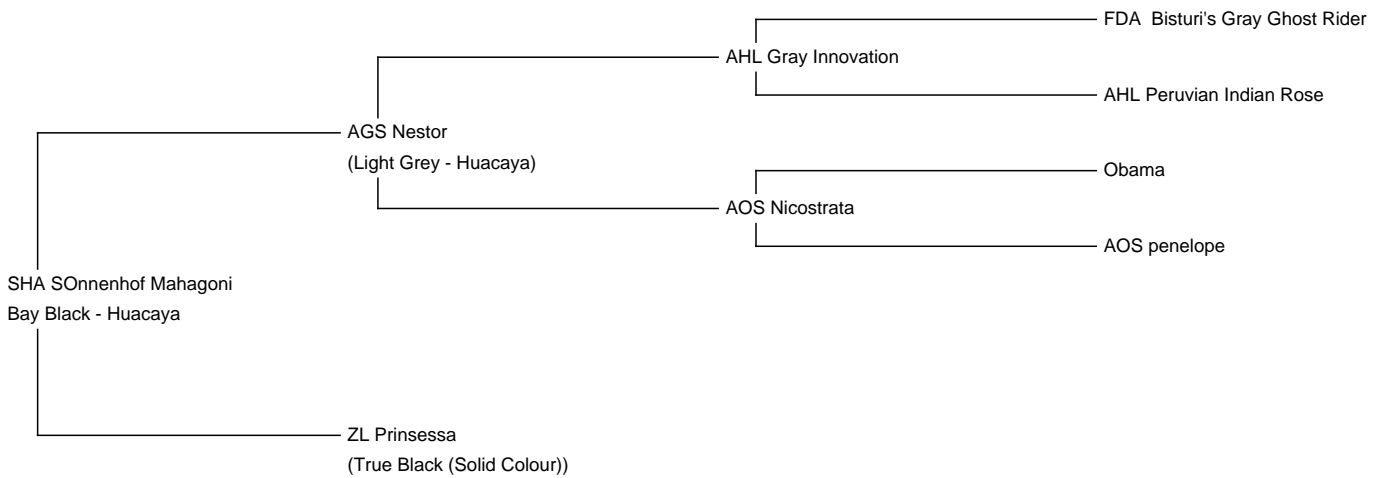 FDA  Bisturi's Gray Ghost Rider
AHL Gray Innovation
AHL Peruvian Indian Rose
AGS Nestor
(Light Grey - Huacaya)
Obama
AOS Nicostrata
AOS penelope
SHA SOnnenhof Mahagoni
Bay Black - Huacaya
ZL Prinsessa
(True Black (Solid Colour))